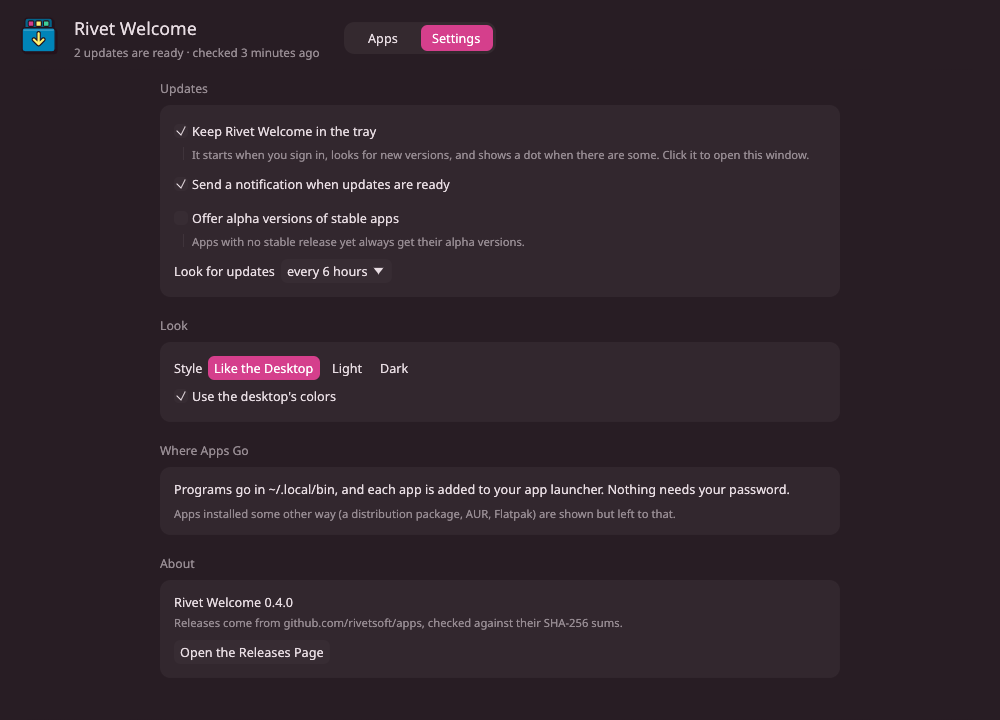 Rivet Welcome
2 updates are ready · checked 3 minutes ago
Apps
Settings
Updates
Keep Rivet Welcome in the tray
It starts when you sign in, looks for new versions, and shows a dot when there are some. Click it to open this window.
Send a notification when updates are ready
Offer alpha versions of stable apps
Apps with no stable release yet always get their alpha versions.
Look for updates every 6 hours
Look
Style Like the Desktop Light Dark
Use the desktop's colors
Where Apps Go
Programs go in ~/.local/bin, and each app is added to your app launcher. Nothing needs your password.
Apps installed some other way (a distribution package, AUR, Flatpak) are shown but left to that.
About
Rivet Welcome 0.4.0
Releases come from github.com/rivetsoft/apps, checked against their SHA-256 sums.
Open the Releases Page